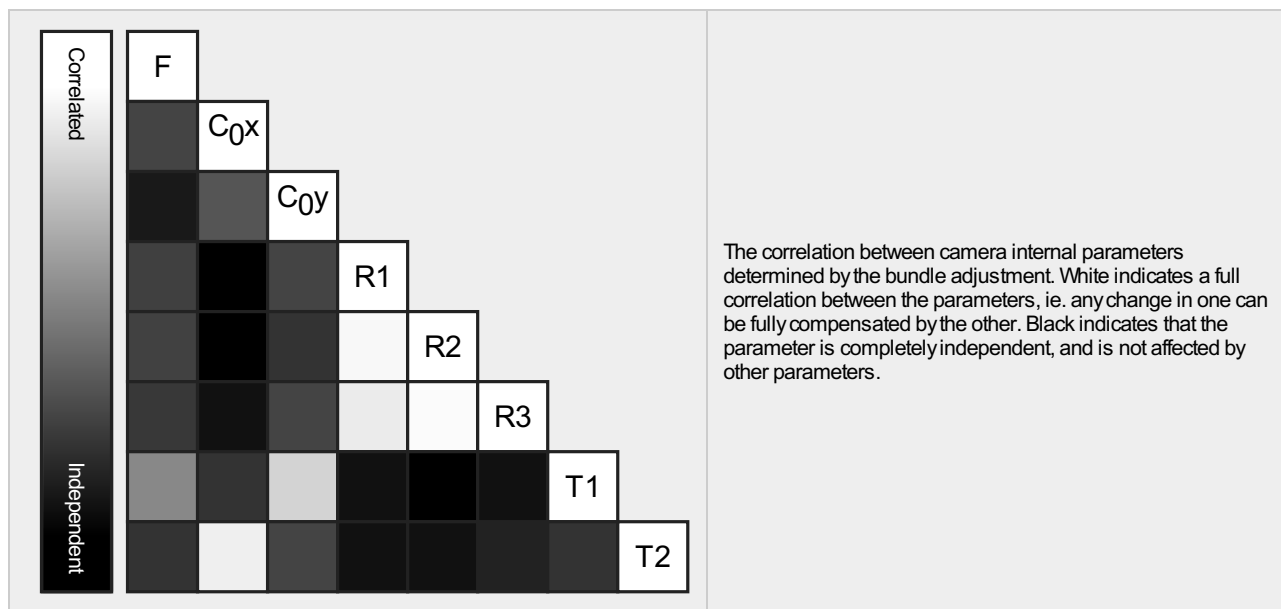 Correlated
Independent
F
C0x
C0y
R1
R2
R3
T1
T2
The correlation between camera internal parameters
determined by the bundle adjustment. White indicates a full
correlation between the parameters, ie. any change in one can
be fully compensated by the other. Black indicates that the
parameter is completely independent, and is not affected by
other parameters.